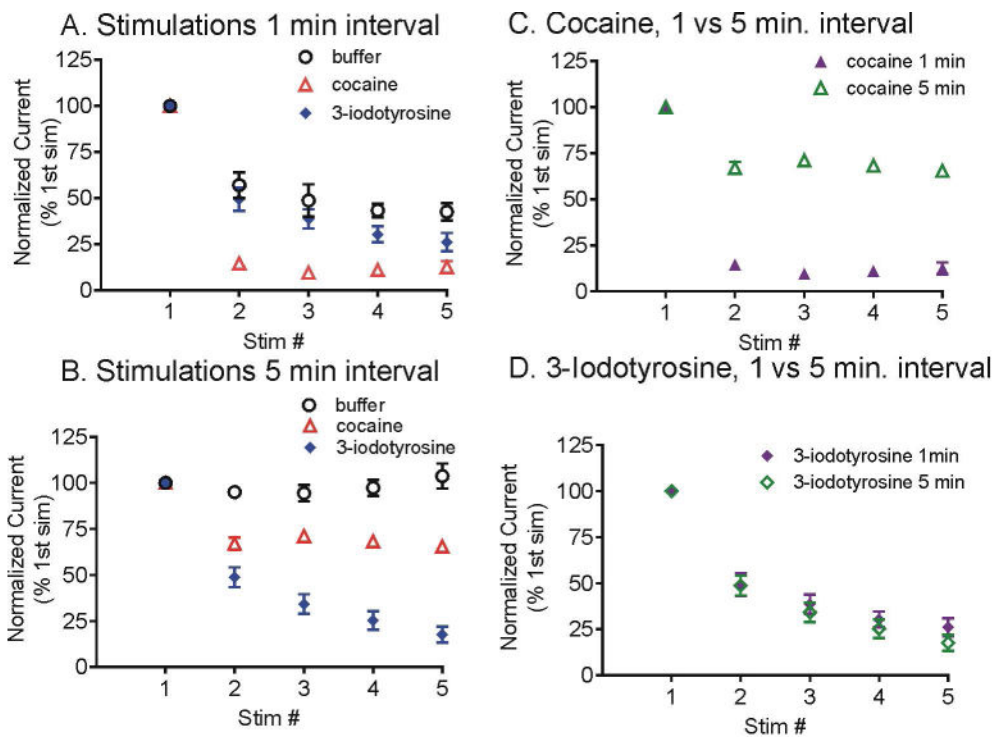 A. Stimulations 1 min interval
buffer
cocaine
3-iodotyrosine
125
100
75
50
25
0
Normalized Current
(% 1st sim)
1 2 3 4 5
Stim #
B. Stimulations 5 min interval
buffer
cocaine
3-iodotyrosine
125
100
75
50
25
0
Normalized Current
(% 1st sim)
1 2 3 4 5
Stim #
C. Cocaine, 1 vs 5 min. interval
cocaine 1 min
cocaine 5 min
125
100
75
50
25
0
Normalized Current
(% 1st sim)
1 2 3 4 5
Stim #
D. 3-Iodotyrosine, 1 vs 5 min. interval
3-iodotyrosine 1min
3-iodotyrosine 5 min
125
100
75
50
25
0
Normalized Current
(% 1st sim)
1 2 3 4 5
Stim #